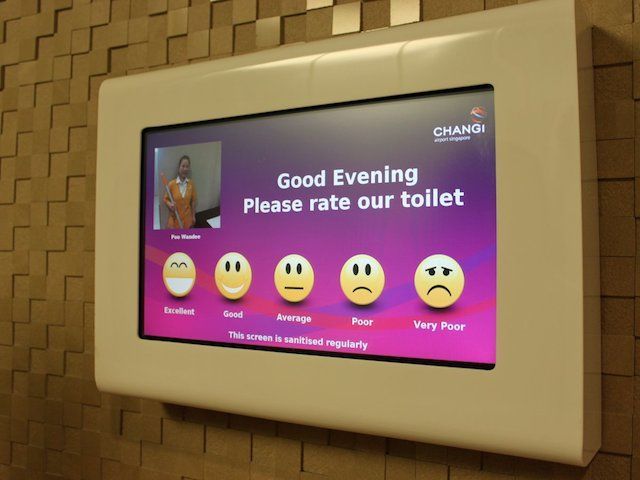 CHANGI
airport singapore
Good Evening
Please rate our toilet
Poo Wandee
Excellent
Good
Average
Poor
Very Poor
This screen is sanitised regularly